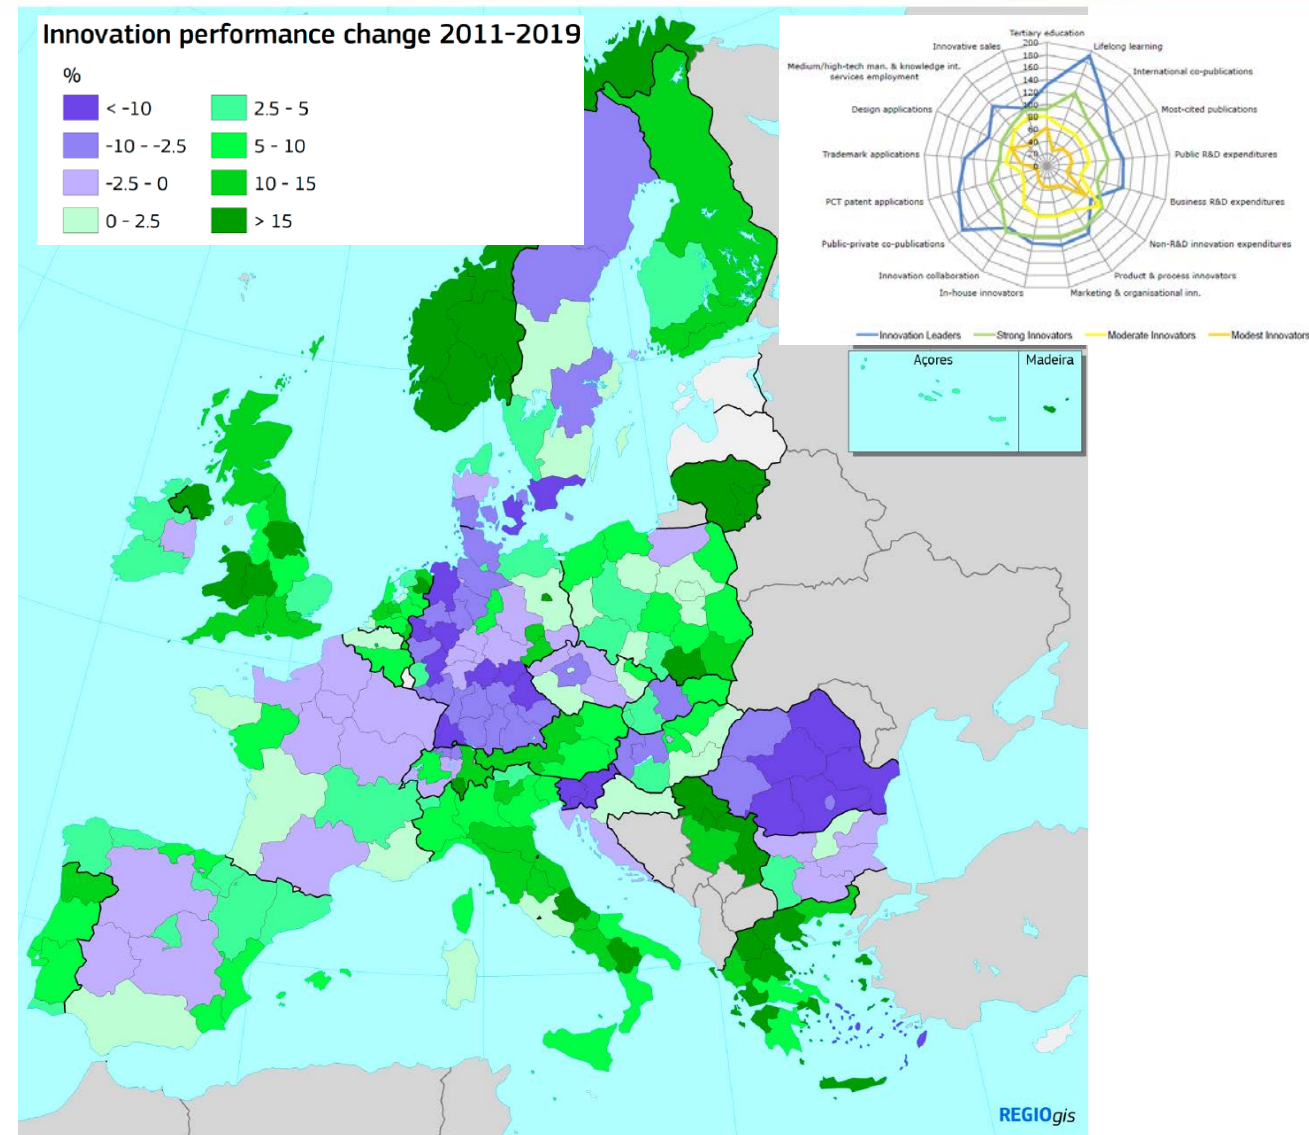 Innovation performance change 2011-2019
%
< -10
-10 - -2.5
-2.5 - 0
0 - 2.5
2.5 - 5
5 - 10
10 - 15
> 15
Tertiary education
Lifelong learning
International co-publications
Most-cited publications
Public R&D expenditures
Business R&D expenditures
Non-R&D innovation expenditures
Product & process innovators
Marketing & organisational inn.
In-house innovators
Innovation collaboration
Public-private co-publications
PCT patent applications
Trademark applications
Design applications
Medium/high-tech man. & knowledge int.
services employment
Innovative sales
200
180
160
140
120
100
80
60
40
20
0
Innovation Leaders
Strong Innovators
Moderate Innovators
Modest Innovators
Açores
Madeira
REGIOgis